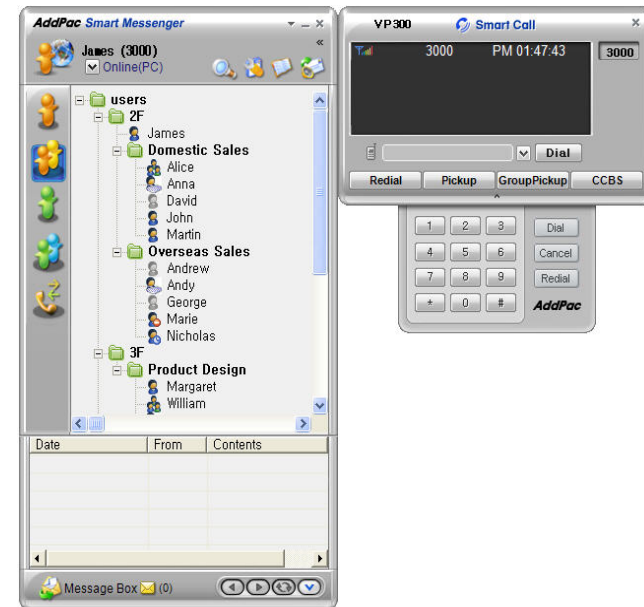 AddPac Smart Messenger
James (3000)
Online(PC)
users
2F
James
Domestic Sales
Alice
Anna
David
John
Martin
Overseas Sales
Andrew
Andy
George
Marie
Nicholas
3F
Product Design
Margaret
William
Date From Contents
Message Box (0)
VP300 Smart Call
3000 PM 01:47:43 3000
Dial
Redial Pickup GroupPickup CCBS
1 2 3 Dial
4 5 6 Cancel
7 8 9 Redial
* 0 # AddPac